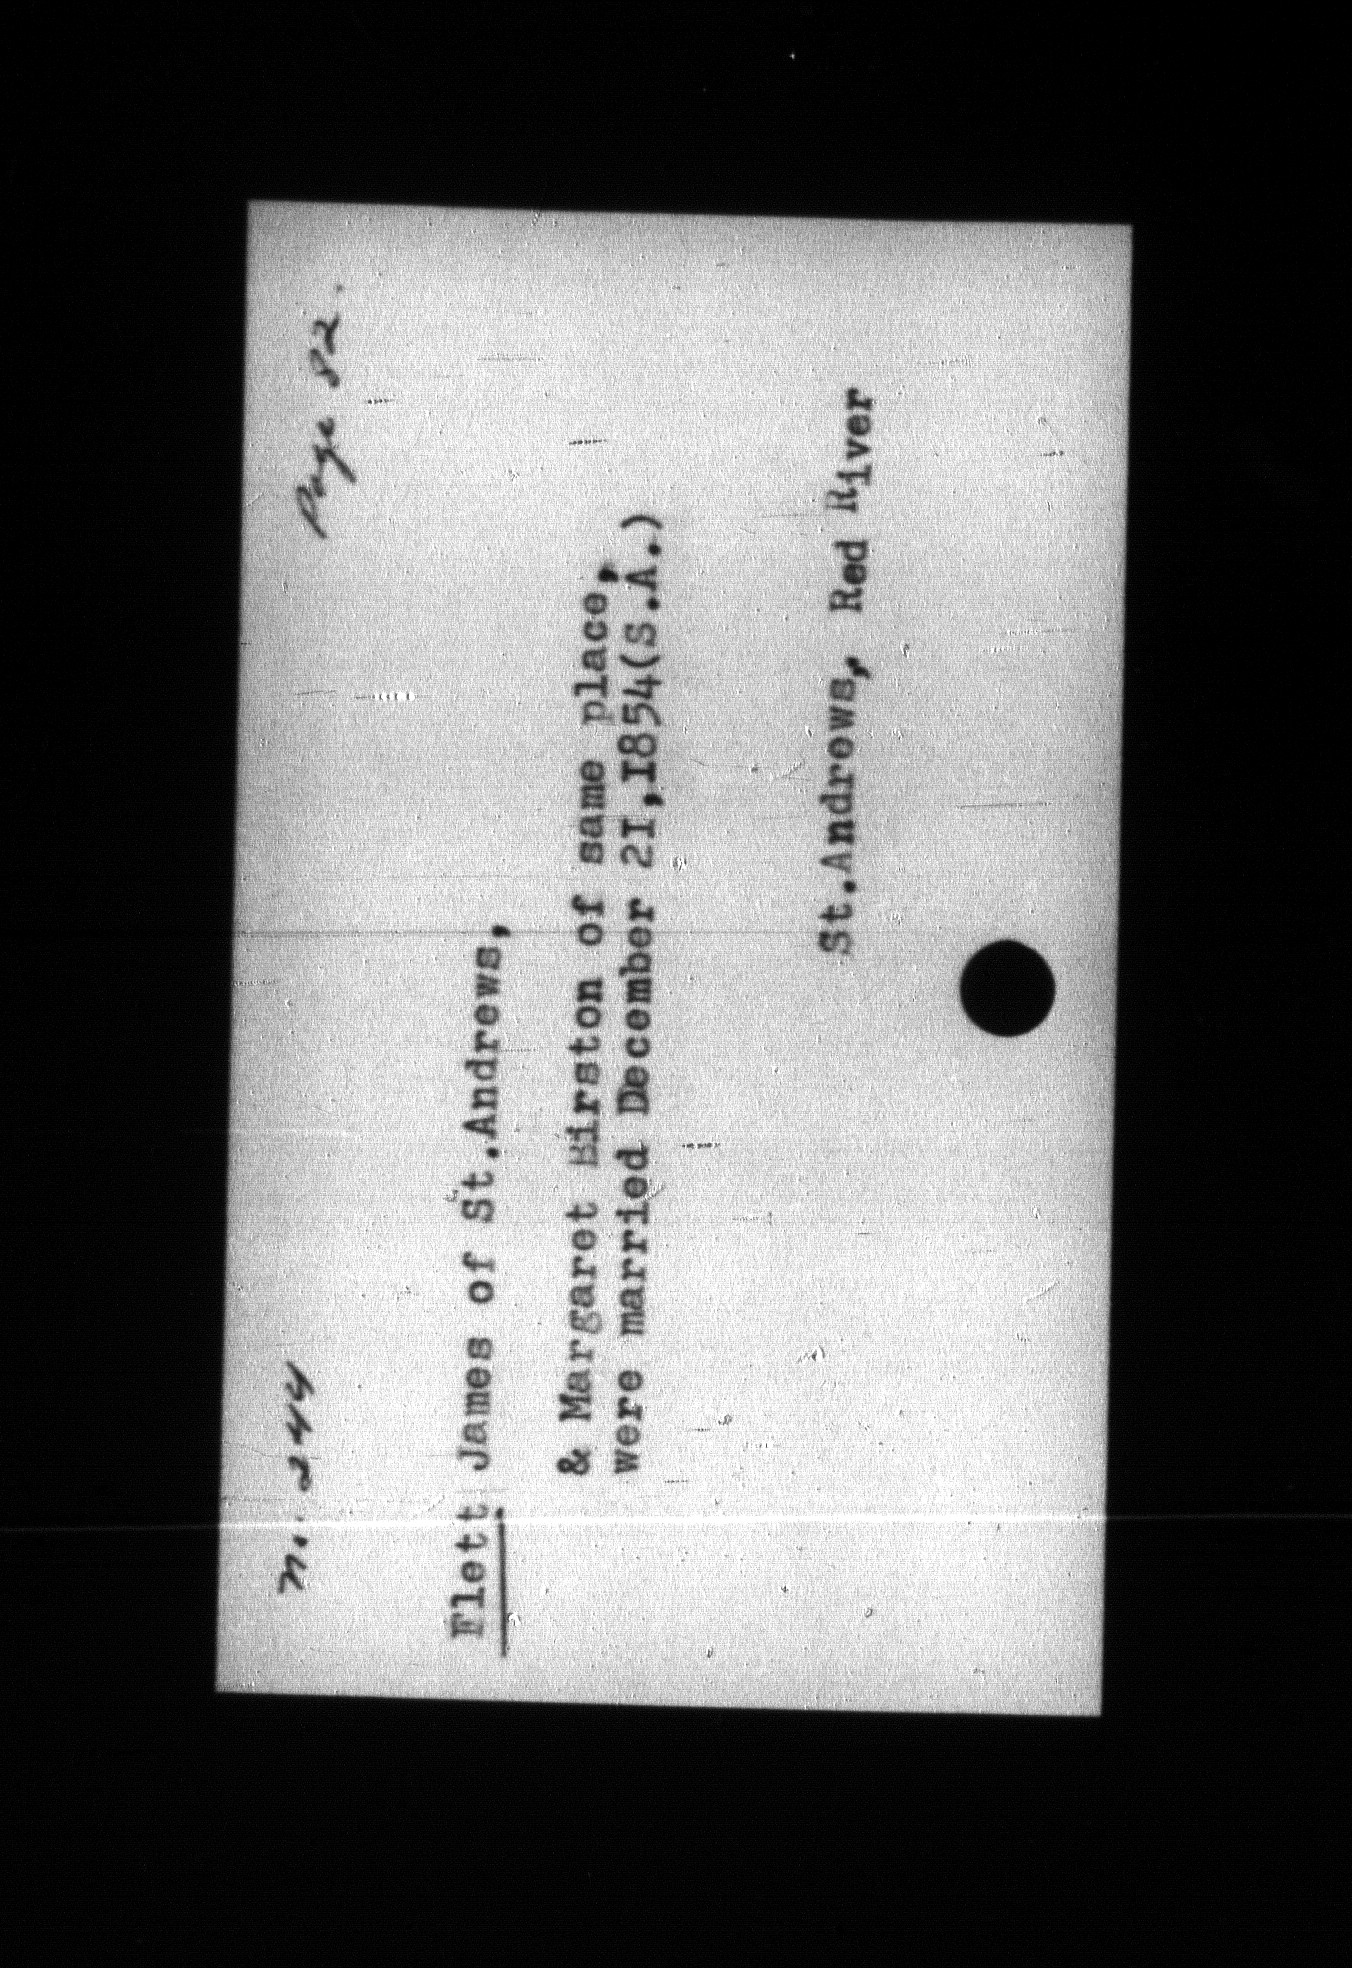 M. 244 Page 82.
Flett James of St.Andrews,
& Margaret Birston of same place,
were married December 2I,I854(S.A.)
St.Andrews, Red River